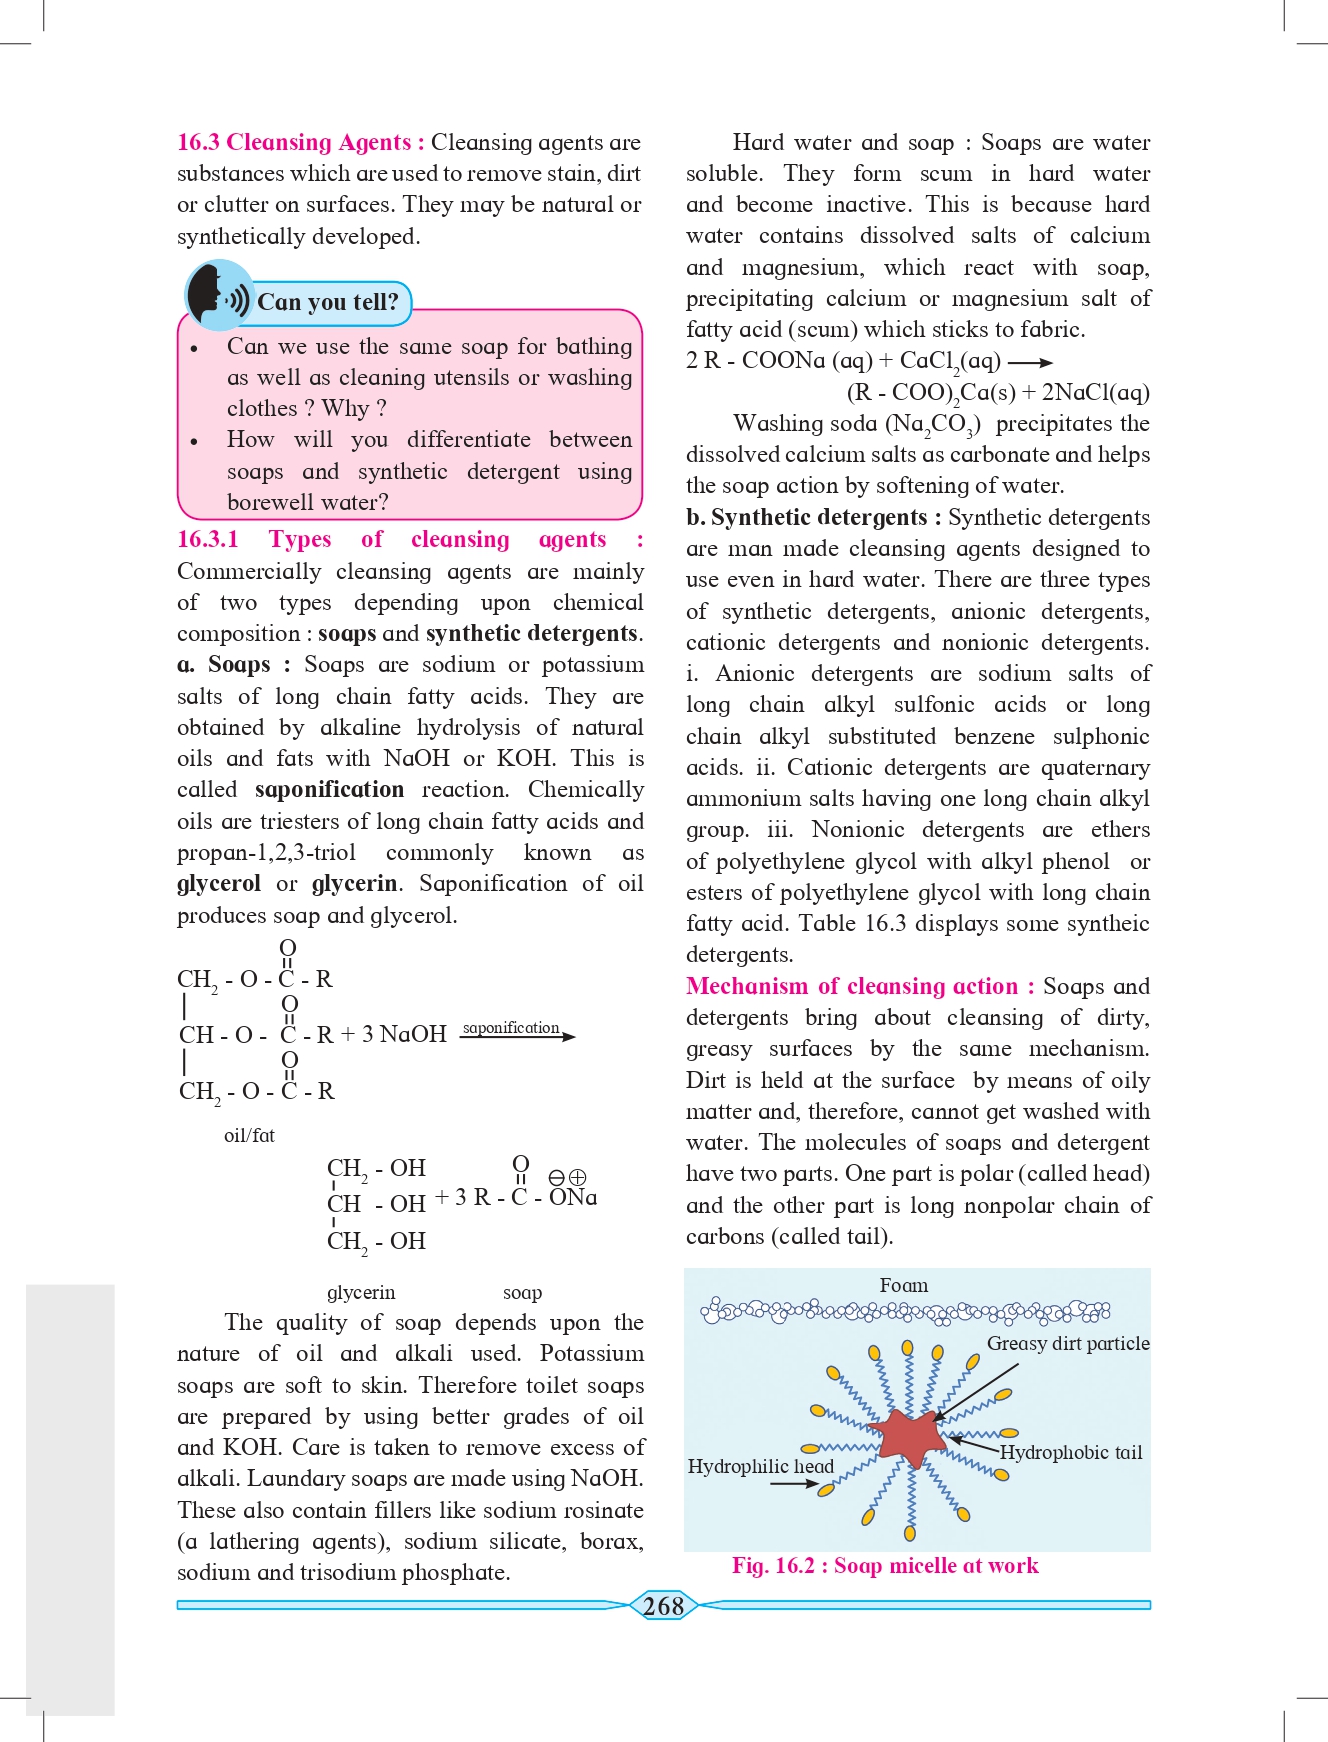 16.3 Cleansing Agents : Cleansing agents are
substances which are used to remove stain, dirt
or clutter on surfaces. They may be natural or
synthetically developed.
Can you tell?
• Can we use the same soap for bathing
as well as cleaning utensils or washing
clothes ? Why ?
• How will you differentiate between
soaps and synthetic detergent using
borewell water?
16.3.1 Types of cleansing agents :
Commercially cleansing agents are mainly
of two types depending upon chemical
composition : soaps and synthetic detergents.
a. Soaps : Soaps are sodium or potassium
salts of long chain fatty acids. They are
obtained by alkaline hydrolysis of natural
oils and fats with NaOH or KOH. This is
called saponification reaction. Chemically
oils are triesters of long chain fatty acids and
propan-1,2,3-triol commonly known as
glycerol or glycerin. Saponification of oil
produces soap and glycerol.
O
CH₂ - O - C - R
O
CH - O - C - R + 3 NaOH saponification
O
CH₂ - O - C - R
oil/fat
CH₂ - OH O ⊖⊕
CH - OH + 3 R - C - ONa
CH₂ - OH
glycerin soap
The quality of soap depends upon the
nature of oil and alkali used. Potassium
soaps are soft to skin. Therefore toilet soaps
are prepared by using better grades of oil
and KOH. Care is taken to remove excess of
alkali. Laundary soaps are made using NaOH.
These also contain fillers like sodium rosinate
(a lathering agents), sodium silicate, borax,
sodium and trisodium phosphate.
Hard water and soap : Soaps are water
soluble. They form scum in hard water
and become inactive. This is because hard
water contains dissolved salts of calcium
and magnesium, which react with soap,
precipitating calcium or magnesium salt of
fatty acid (scum) which sticks to fabric.
2 R - COONa (aq) + CaCl₂(aq) ⟶
(R - COO)₂Ca(s) + 2NaCl(aq)
Washing soda (Na₂CO₃) precipitates the
dissolved calcium salts as carbonate and helps
the soap action by softening of water.
b. Synthetic detergents : Synthetic detergents
are man made cleansing agents designed to
use even in hard water. There are three types
of synthetic detergents, anionic detergents,
cationic detergents and nonionic detergents.
i. Anionic detergents are sodium salts of
long chain alkyl sulfonic acids or long
chain alkyl substituted benzene sulphonic
acids. ii. Cationic detergents are quaternary
ammonium salts having one long chain alkyl
group. iii. Nonionic detergents are ethers
of polyethylene glycol with alkyl phenol or
esters of polyethylene glycol with long chain
fatty acid. Table 16.3 displays some syntheic
detergents.
Mechanism of cleansing action : Soaps and
detergents bring about cleansing of dirty,
greasy surfaces by the same mechanism.
Dirt is held at the surface by means of oily
matter and, therefore, cannot get washed with
water. The molecules of soaps and detergent
have two parts. One part is polar (called head)
and the other part is long nonpolar chain of
carbons (called tail).
Foam
Greasy dirt particle
Hydrophobic tail
Hydrophilic head
Fig. 16.2 : Soap micelle at work
268